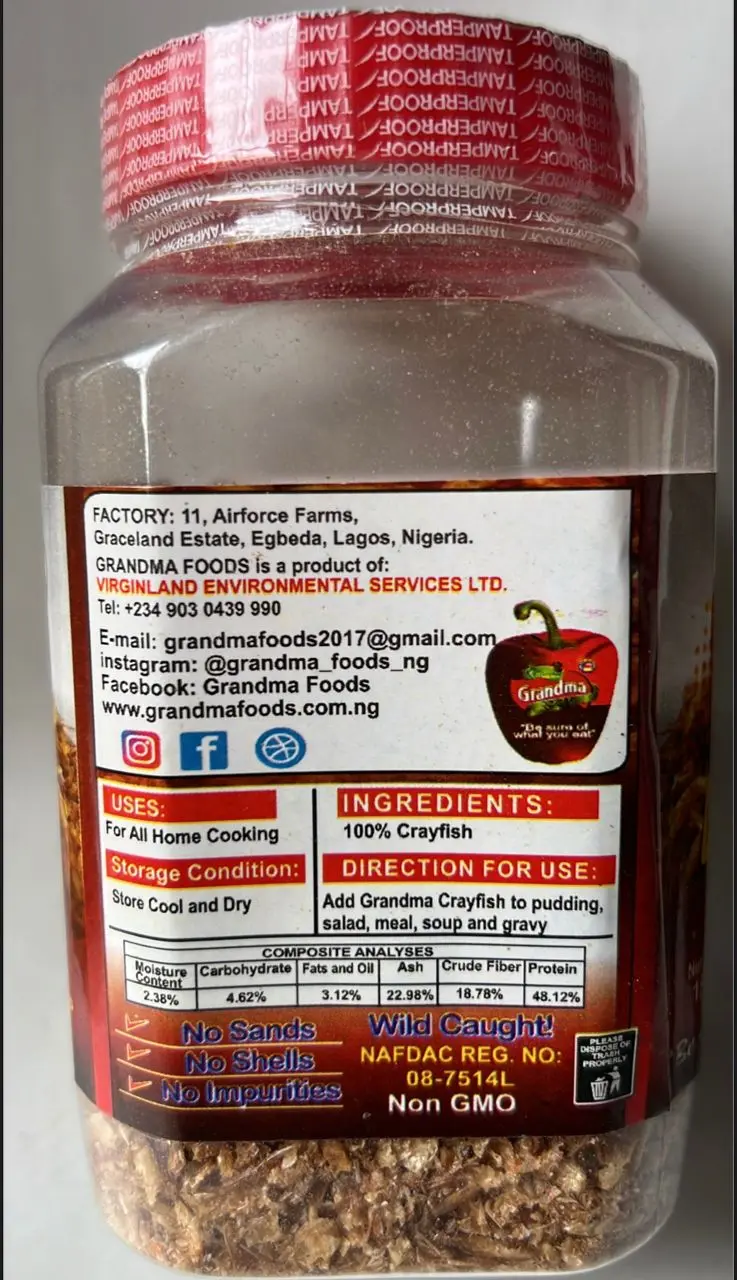 TAMPERPROOF
FACTORY: 11, Airforce Farms,
Graceland Estate, Egbeda, Lagos, Nigeria.
GRANDMA FOODS is a product of:
VIRGINLAND ENVIRONMENTAL SERVICES LTD.
Tel: +234 903 0439 990
E-mail: grandmafoods2017@gmail.com
instagram: @grandma_foods_ng
Facebook: Grandma Foods
www.grandmafoods.com.ng
Grandma
"Be sure of
what you eat"
USES:
For All Home Cooking
Storage Condition:
Store Cool and Dry
INGREDIENTS:
100% Crayfish
DIRECTION FOR USE:
Add Grandma Crayfish to pudding,
salad, meal, soup and gravy
COMPOSITE ANALYSES
Moisture Content Carbohydrate Fats and Oil Ash Crude Fiber Protein
2.38% 4.62% 3.12% 22.98% 18.78% 48.12%
No Sands
No Shells
No Impurities
Wild Caught!
NAFDAC REG. NO:
08-7514L
Non GMO
PLEASE
DISPOSE OF
TRASH
PROPERLY